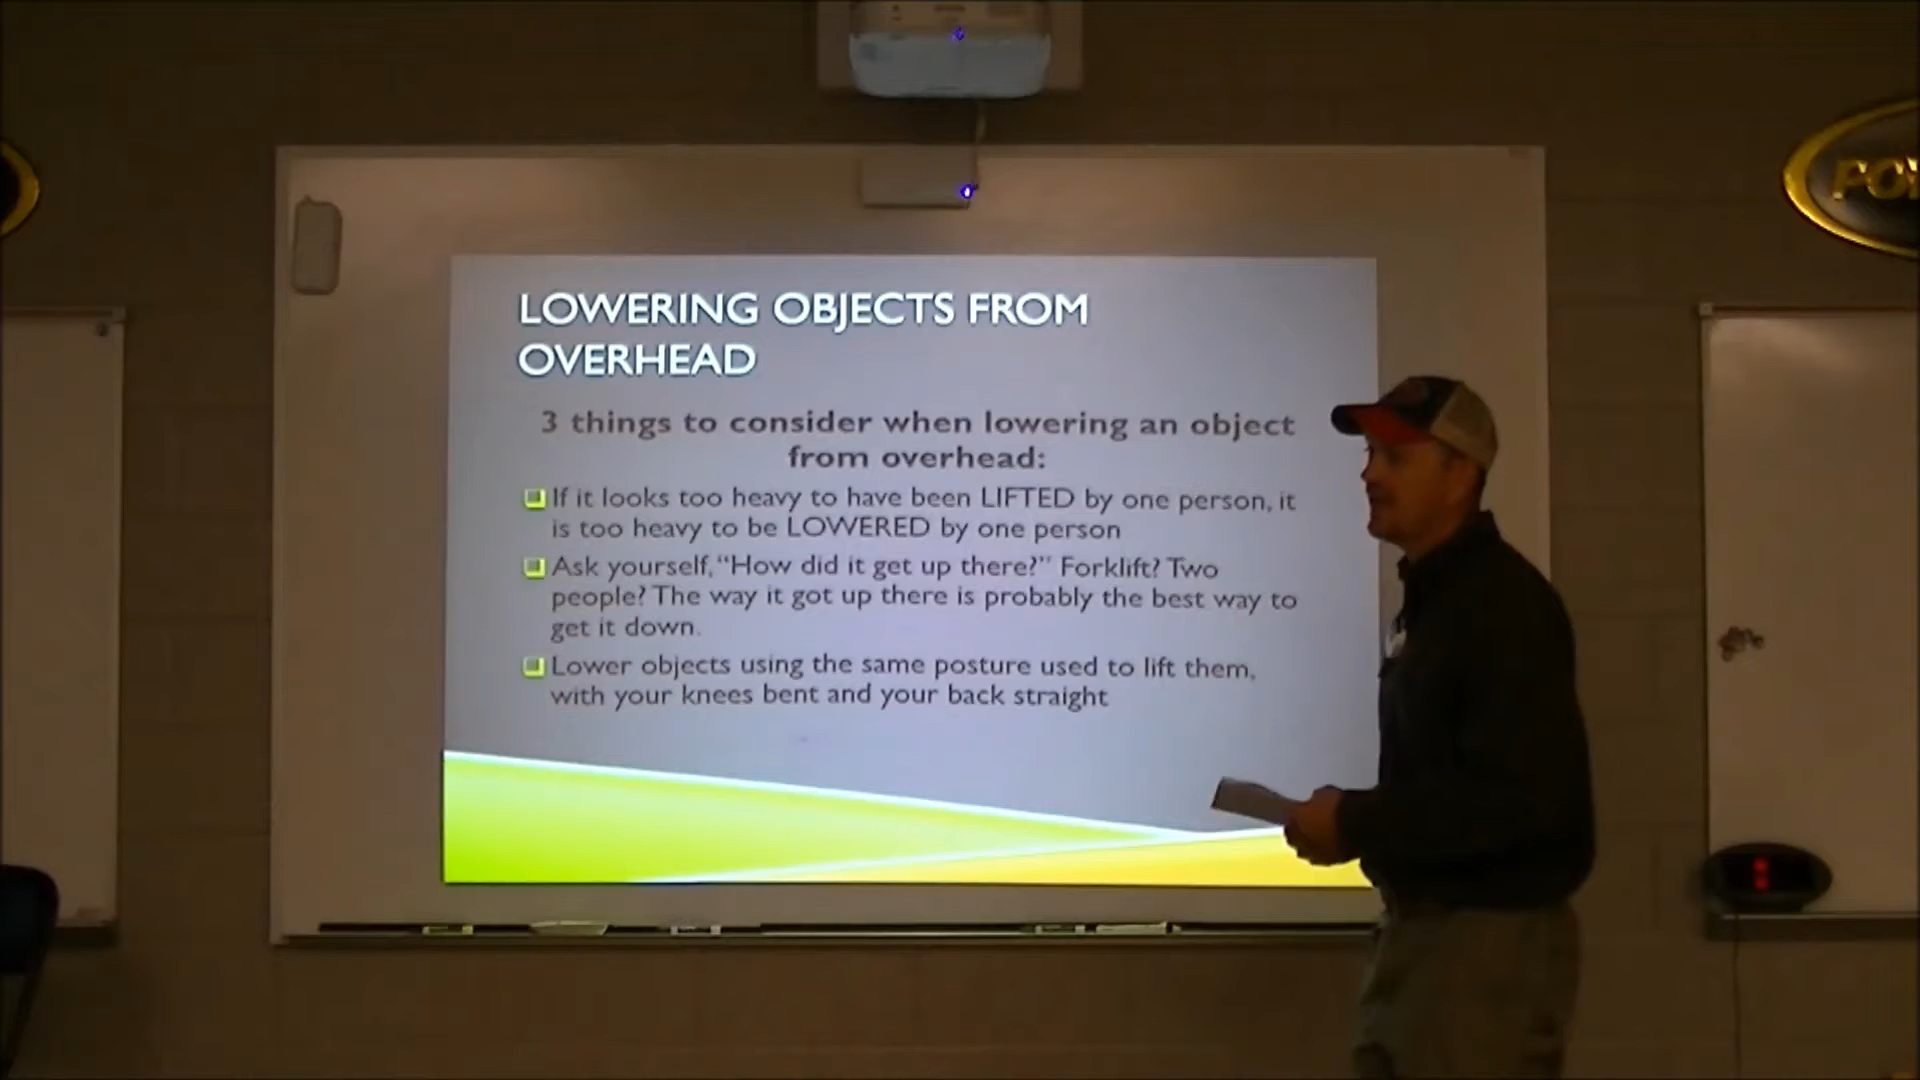 LOWERING OBJECTS FROM
OVERHEAD
3 things to consider when lowering an object
from overhead:
If it looks too heavy to have been LIFTED by one person, it
is too heavy to be LOWERED by one person
Ask yourself, "How did it get up there?" Forklift? Two
people? The way it got up there is probably the best way to
get it down.
Lower objects using the same posture used to lift them,
with your knees bent and your back straight